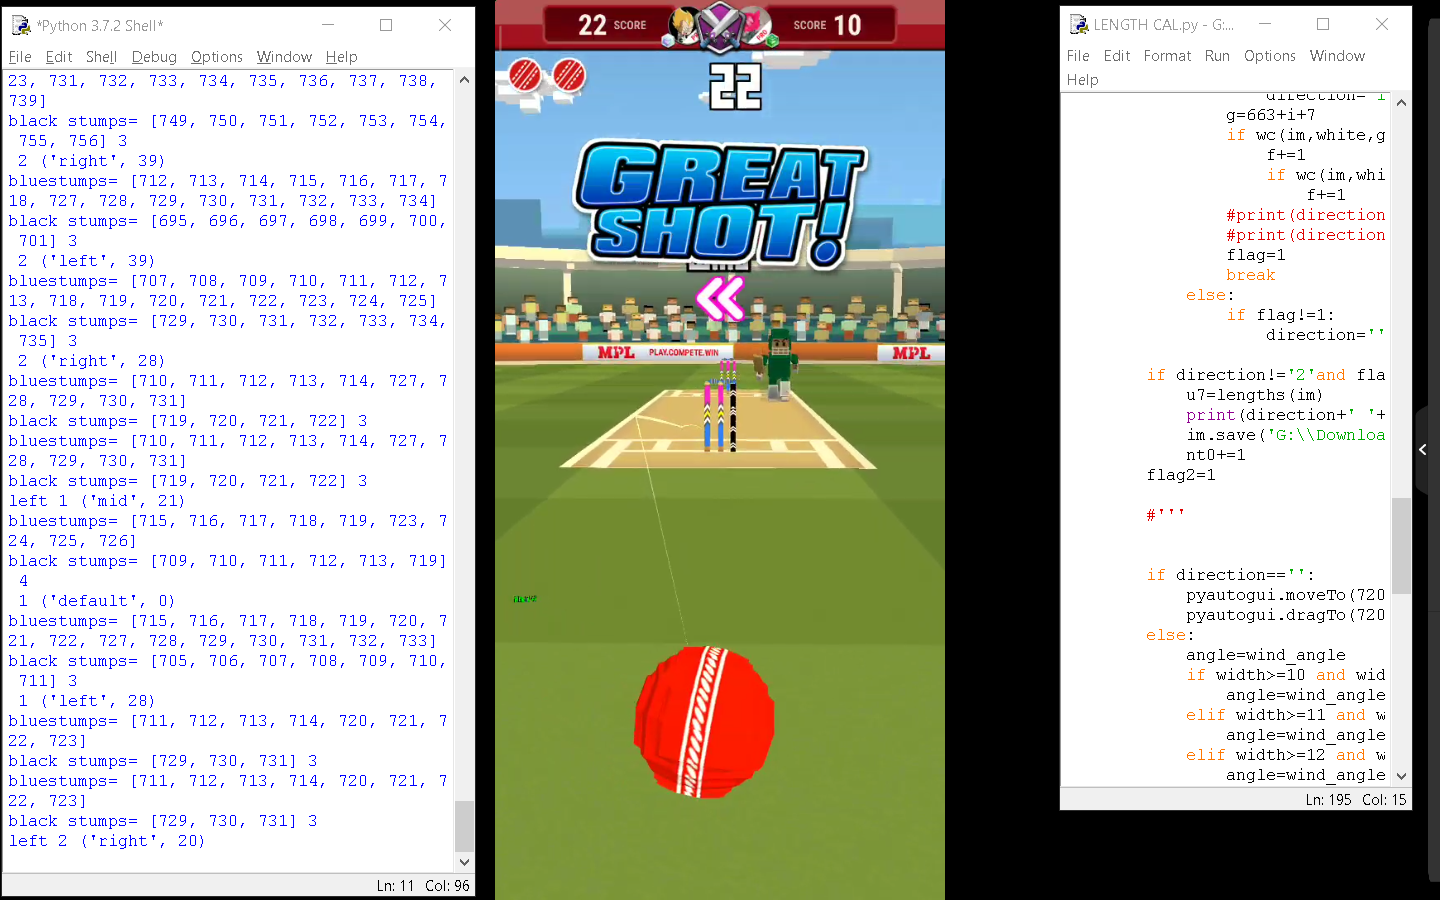 *Python 3.7.2 Shell*
File Edit Shell Debug Options Window Help
23, 731, 732, 733, 734, 735, 736, 737, 738,
739]
black stumps= [749, 750, 751, 752, 753, 754,
755, 756] 3
2 ('right', 39)
bluestumps= [712, 713, 714, 715, 716, 717, 7
18, 727, 728, 729, 730, 731, 732, 733, 734]
black stumps= [695, 696, 697, 698, 699, 700,
701] 3
2 ('left', 39)
bluestumps= [707, 708, 709, 710, 711, 712, 7
13, 718, 719, 720, 721, 722, 723, 724, 725]
black stumps= [729, 730, 731, 732, 733, 734,
735] 3
2 ('right', 28)
bluestumps= [710, 711, 712, 713, 714, 727, 7
28, 729, 730, 731]
black stumps= [719, 720, 721, 722] 3
bluestumps= [710, 711, 712, 713, 714, 727, 7
28, 729, 730, 731]
black stumps= [719, 720, 721, 722] 3
left 1 ('mid', 21)
bluestumps= [715, 716, 717, 718, 719, 723, 7
24, 725, 726]
black stumps= [709, 710, 711, 712, 713, 719]
4
1 ('default', 0)
bluestumps= [715, 716, 717, 718, 719, 720, 7
21, 722, 727, 728, 729, 730, 731, 732, 733]
black stumps= [705, 706, 707, 708, 709, 710,
711] 3
1 ('left', 28)
bluestumps= [711, 712, 713, 714, 720, 721, 7
22, 723]
black stumps= [729, 730, 731] 3
bluestumps= [711, 712, 713, 714, 720, 721, 7
22, 723]
black stumps= [729, 730, 731] 3
left 2 ('right', 20)
Ln: 11 Col: 96
22 SCORE
SCORE 10
22
GREAT
SHOT!
MPL PLAY.COMPETE.WIN MPL
LENGTH CAL.py - G:...
File Edit Format Run Options Window
Help
direction='l
g=663+i+7
if wc(im,white,g
f+=1
if wc(im,whi
f+=1
#print(direction
#print(direction
flag=1
break
else:
if flag!=1:
direction=''
if direction!='2'and fla
u7=lengths(im)
print(direction+' '+
im.save('G:\\Downloa
nt0+=1
flag2=1
#'''
if direction=='':
pyautogui.moveTo(720
pyautogui.dragTo(720
else:
angle=wind_angle
if width>=10 and wid
angle=wind_angle
elif width>=11 and w
angle=wind_angle
elif width>=12 and w
angle=wind_angle
Ln: 195 Col: 15